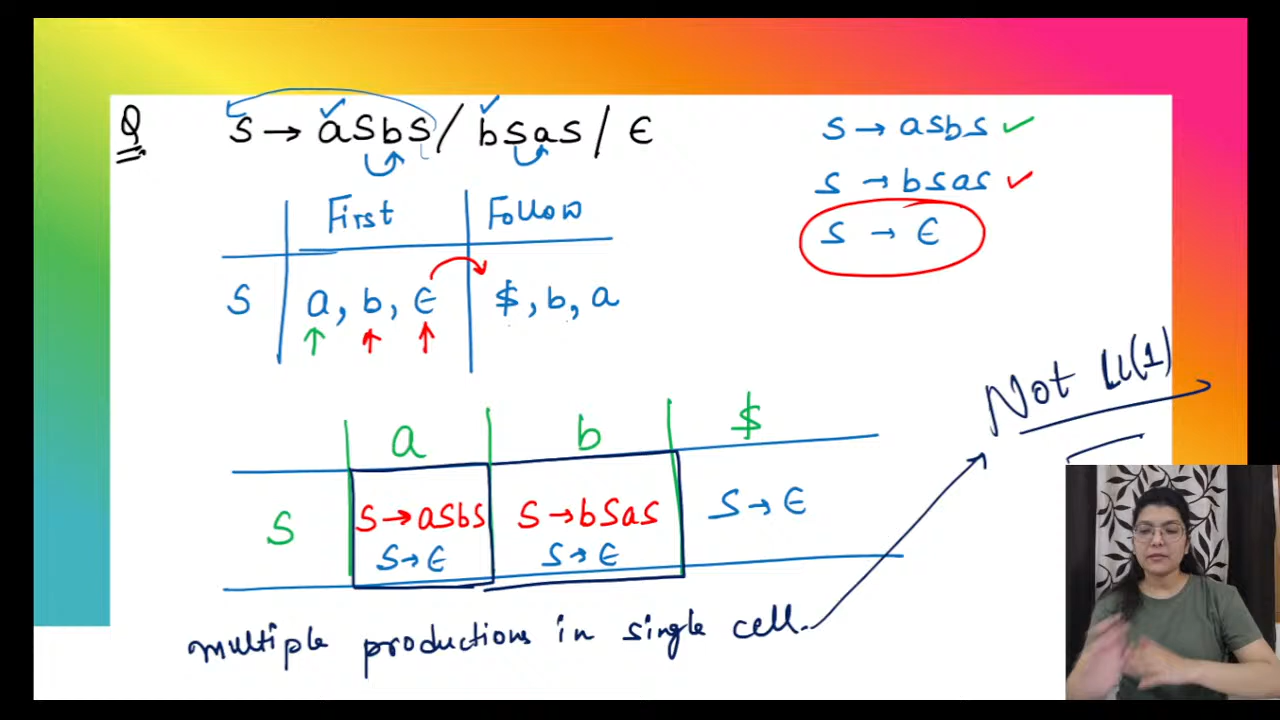 Q S → aSbS / bSaS / ϵ
S → aSbS ✓
S → bSaS ✓
S → ϵ
First Follow
S a, b, ϵ $, b, a
Not LL(1)
a b $
S S→aSbS S→bSaS S→ϵ
S→ϵ S→ϵ
multiple productions in single cell.